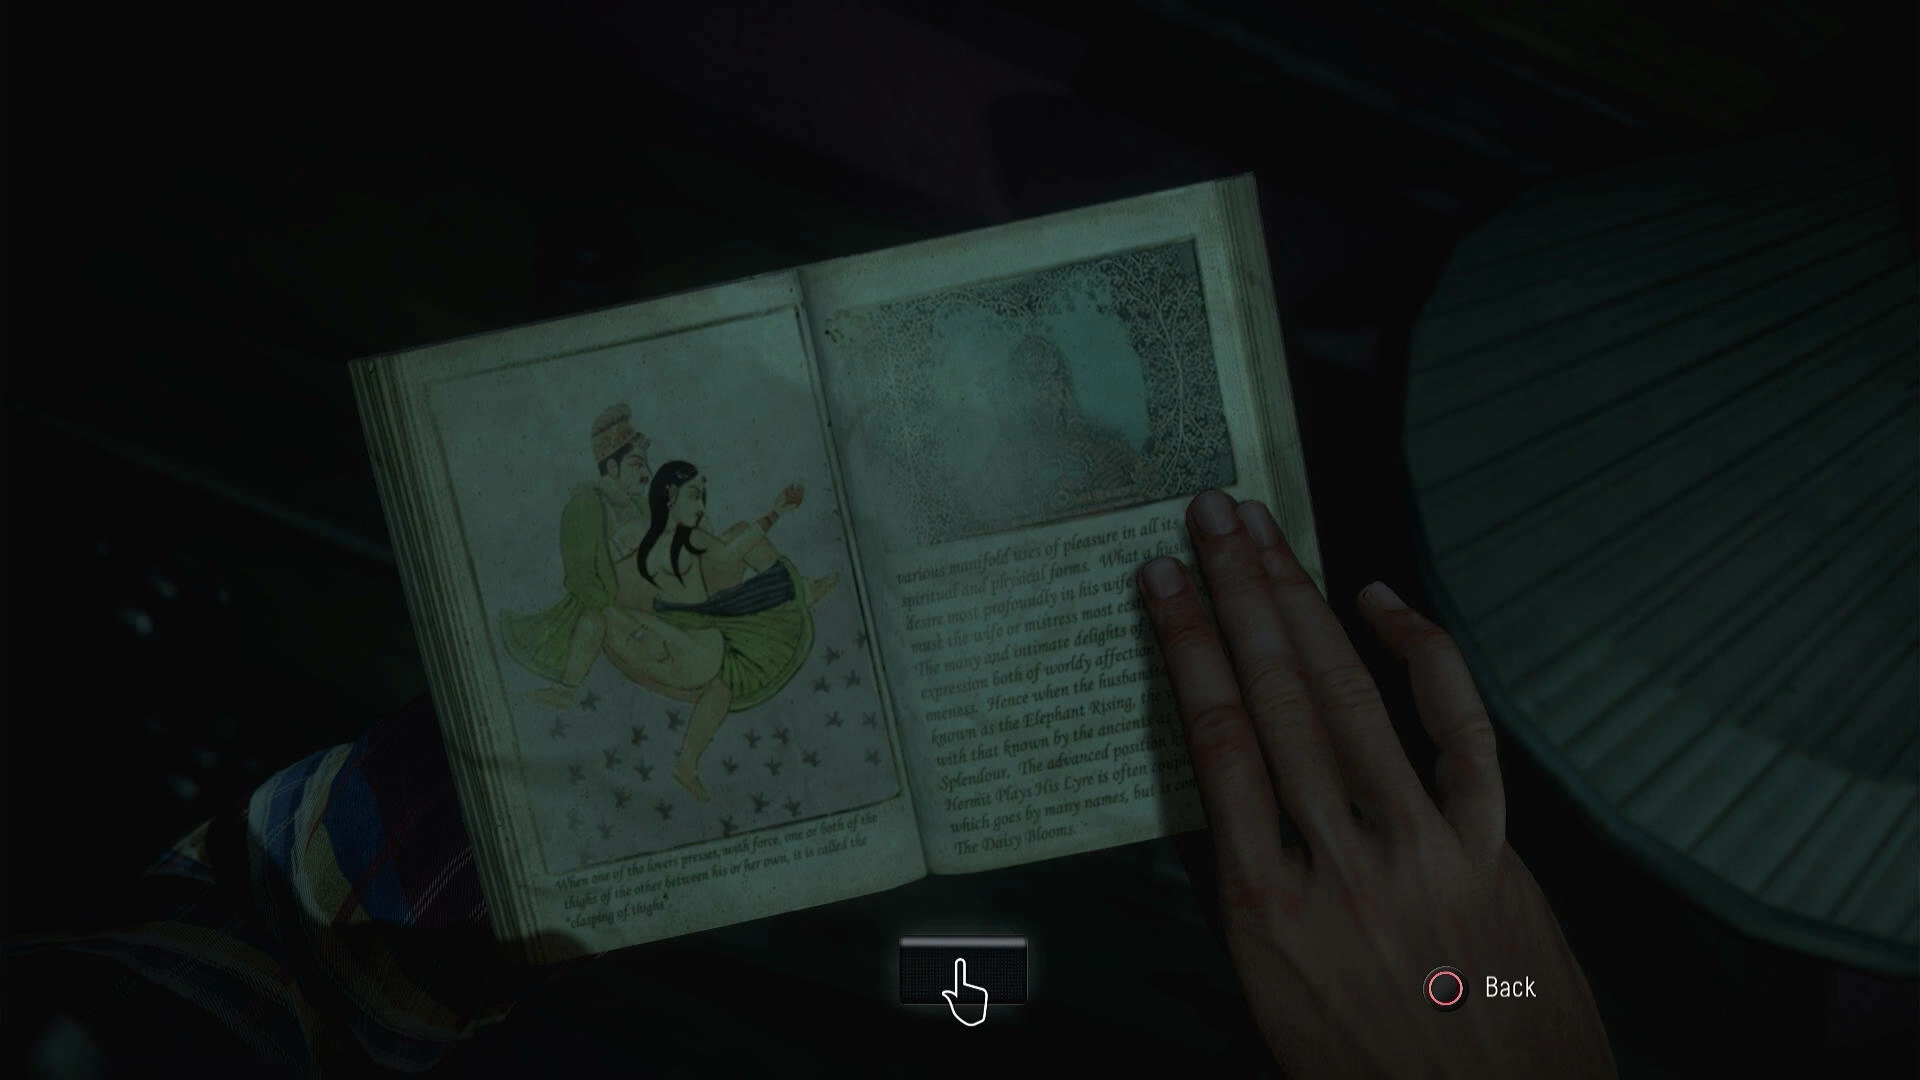 When one of the lovers presses, with force, one or both of the
thighs of the other between his or her own, it is called the
"clasping of thighs"
various manifold uses of pleasure in all its
spiritual and physical forms. What a
desire most profoundly in his wife
must the wife or mistress most
The many and intimate delights of
expression both of worldy affection
oneness. Hence when the
known as the Elephant Rising, the
with that known by the ancients as
Splendour. The advanced position
Hermit Plays His Lyre is often
which goes by many names, but is
The Daisy Blooms.
Back